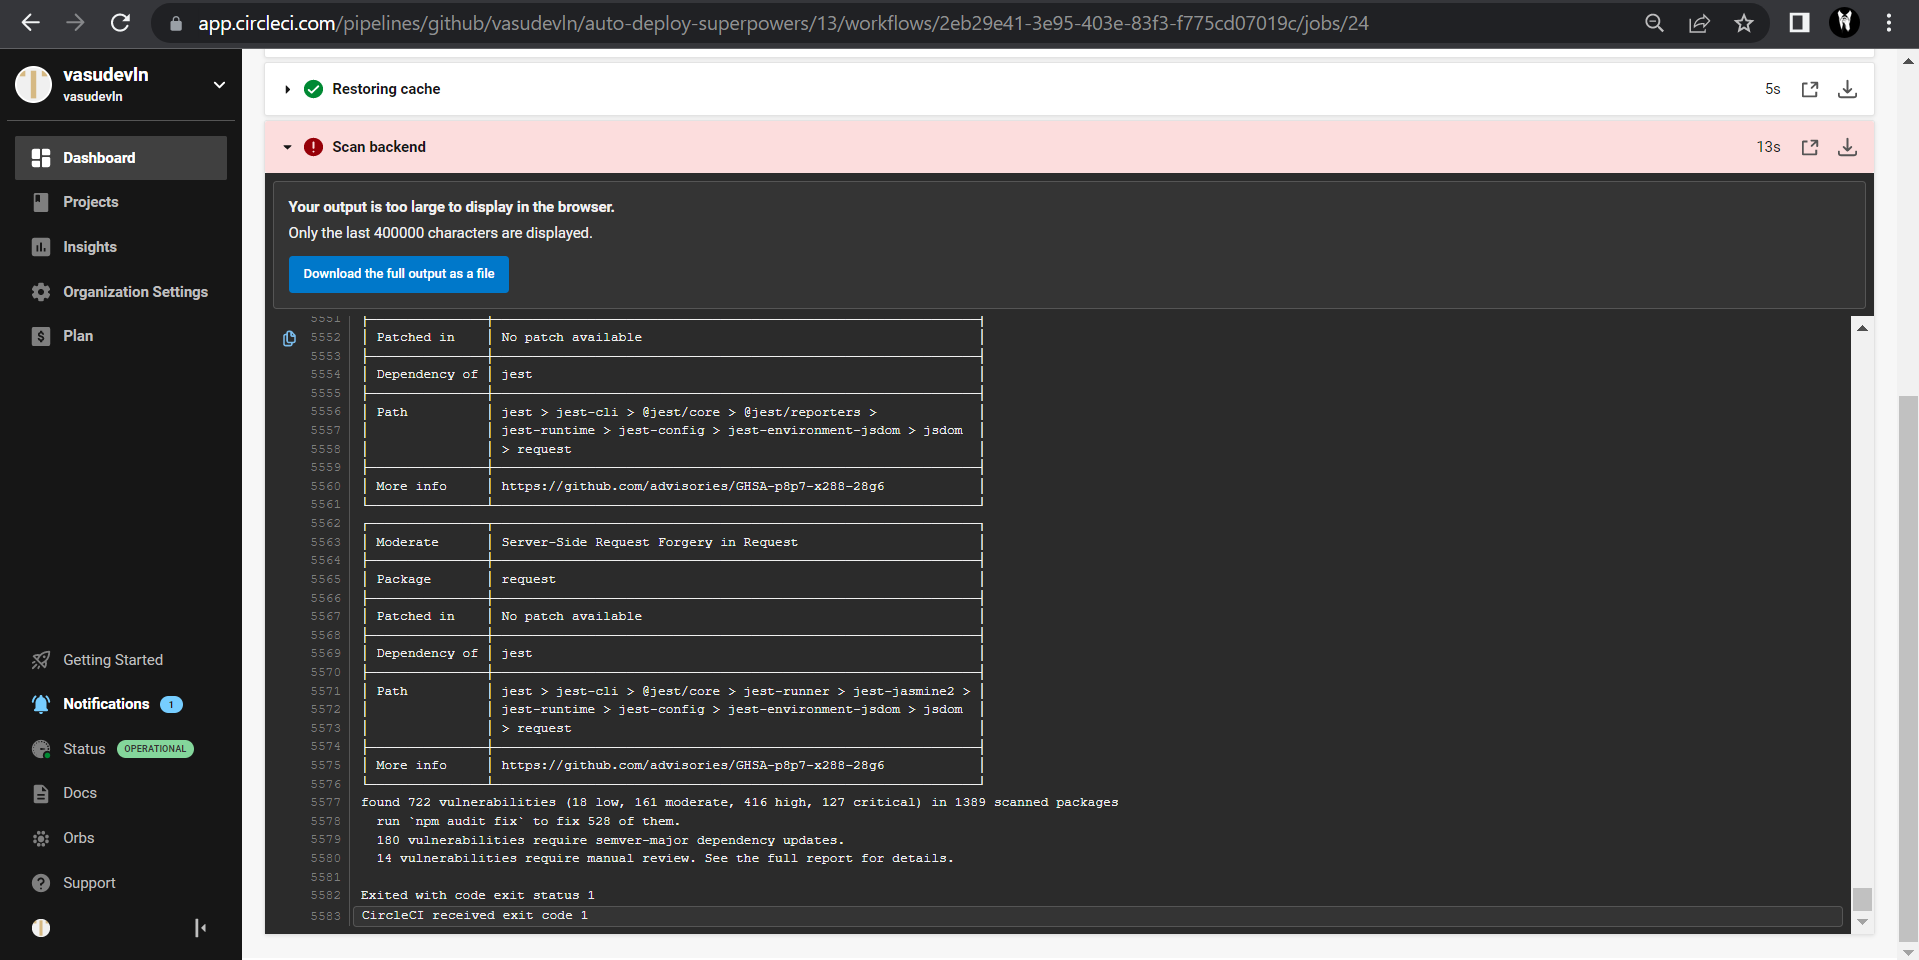 app.circleci.com/pipelines/github/vasudevln/auto-deploy-superpowers/13/workflows/2eb29e41-3e95-403e-83f3-f775cd07019c/jobs/24
vasudevln
vasudevln
Dashboard
Projects
Insights
Organization Settings
Plan
Getting Started
Notifications 1
Status OPERATIONAL
Docs
Orbs
Support
Restoring cache 5s
Scan backend 13s
Your output is too large to display in the browser.
Only the last 400000 characters are displayed.
Download the full output as a file
5551
5552 Patched in No patch available
5553
5554 Dependency of jest
5555
5556 Path jest > jest-cli > @jest/core > @jest/reporters >
5557 jest-runtime > jest-config > jest-environment-jsdom > jsdom
5558 > request
5559
5560 More info https://github.com/advisories/GHSA-p8p7-x288-28g6
5561
5562
5563 Moderate Server-Side Request Forgery in Request
5564
5565 Package request
5566
5567 Patched in No patch available
5568
5569 Dependency of jest
5570
5571 Path jest > jest-cli > @jest/core > jest-runner > jest-jasmine2 >
5572 jest-runtime > jest-config > jest-environment-jsdom > jsdom
5573 > request
5574
5575 More info https://github.com/advisories/GHSA-p8p7-x288-28g6
5576
5577 found 722 vulnerabilities (18 low, 161 moderate, 416 high, 127 critical) in 1389 scanned packages
5578 run `npm audit fix` to fix 528 of them.
5579 180 vulnerabilities require semver-major dependency updates.
5580 14 vulnerabilities require manual review. See the full report for details.
5581
5582 Exited with code exit status 1
5583 CircleCI received exit code 1